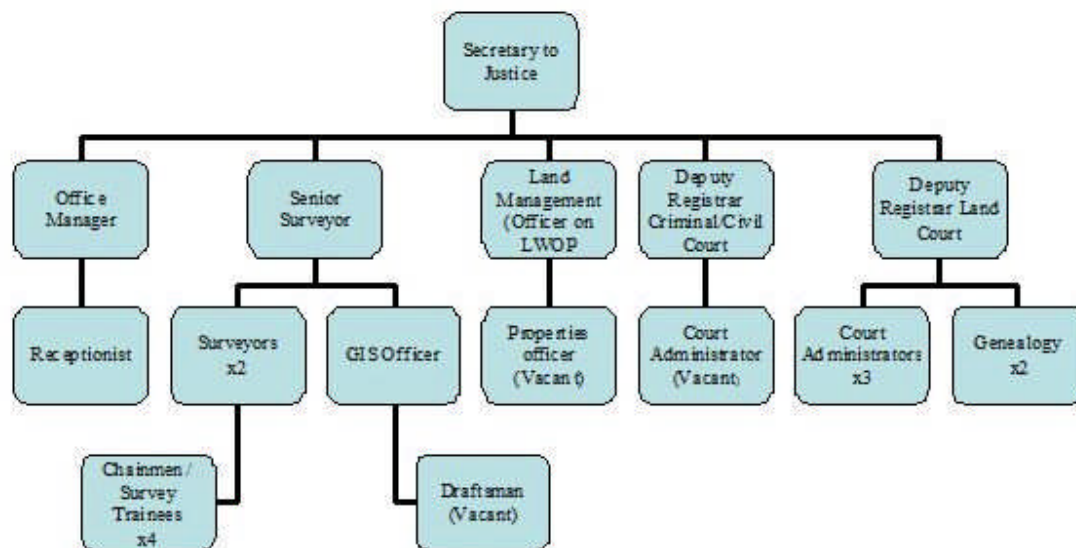 Secretary to
Justice
Office
Manager
Senior
Surveyor
Land
Management
(Officer on
LWOP
Deputy
Registrar
Criminal/Civil
Court
Deputy
Registrar Land
Court
Receptionist
Surveyors
x2
GIS Officer
Properties
officer
(Vacant)
Court
Administrator
(Vacant)
Court
Administrators
x3
Genealogy
x2
Chainmen /
Survey
Trainees
x4
Draftsman
(Vacant)